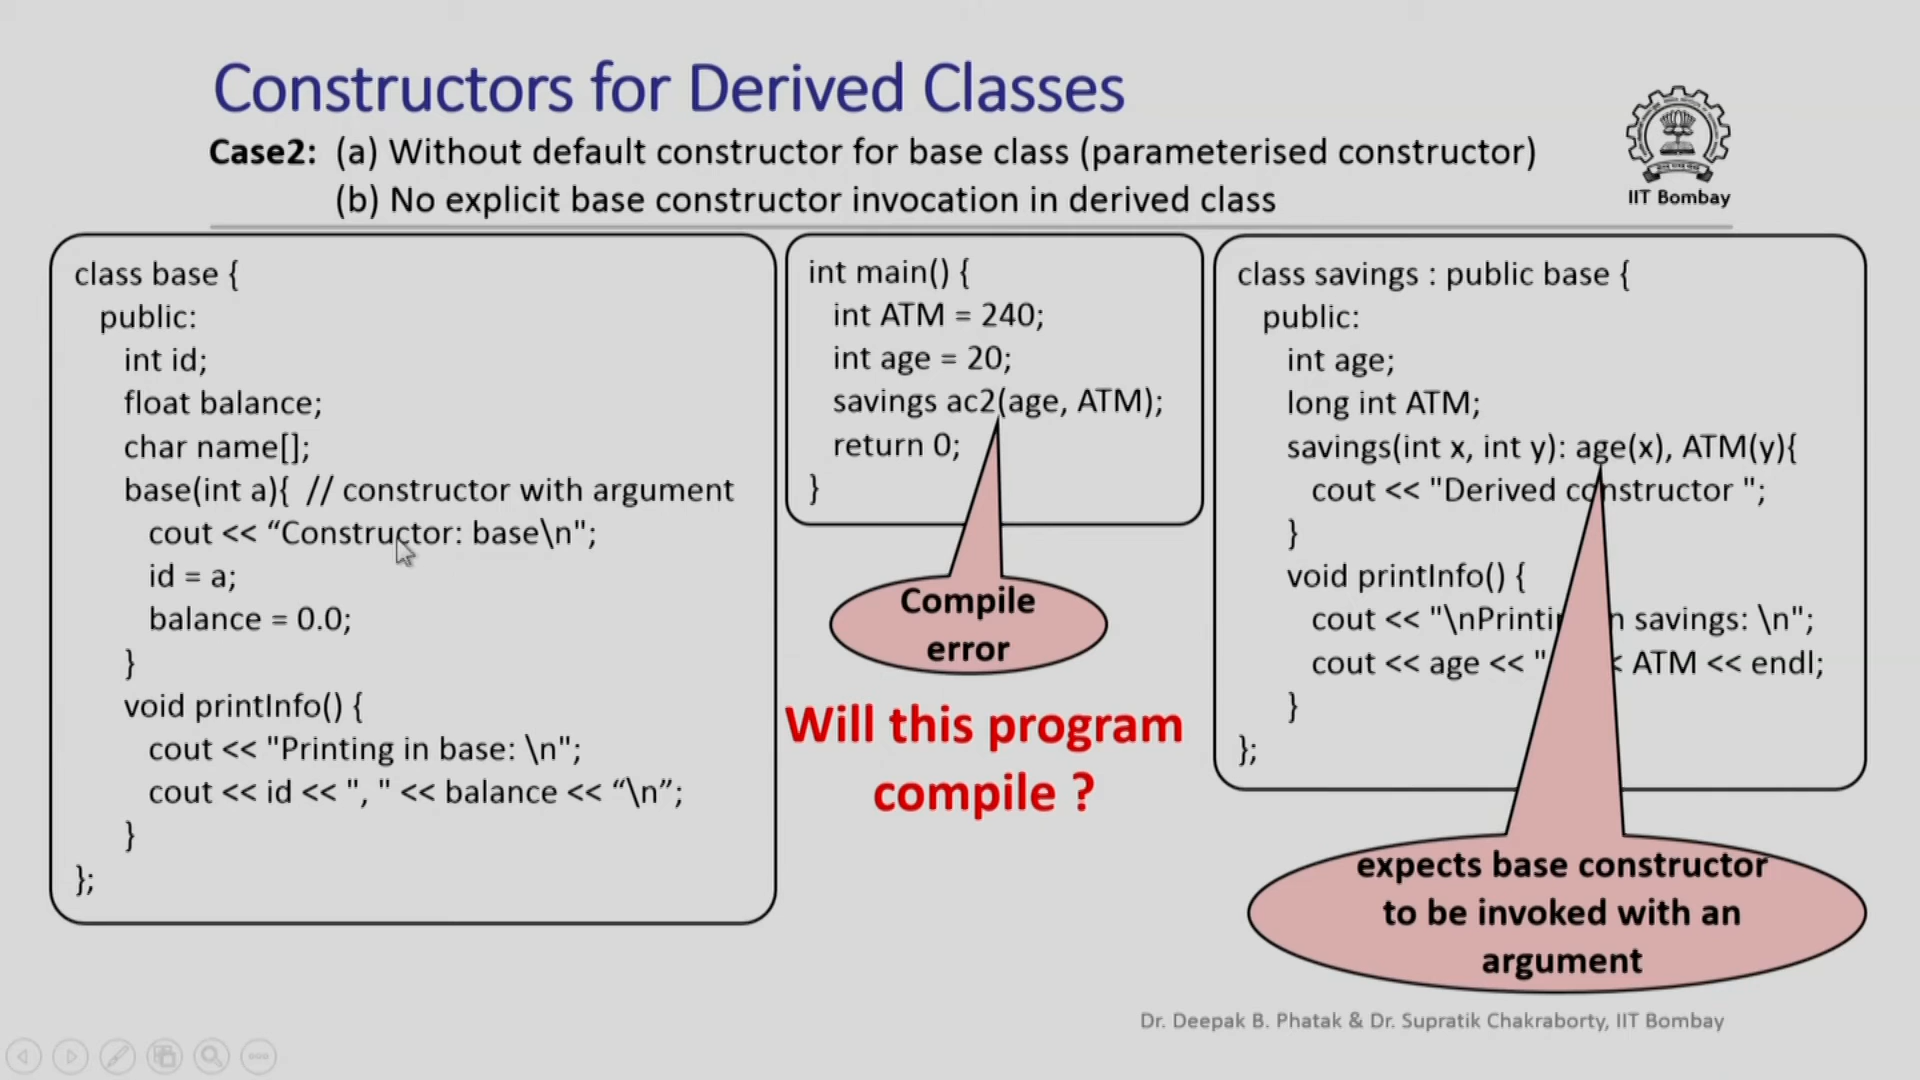 Constructors for Derived Classes
Case2: (a) Without default constructor for base class (parameterised constructor)
(b) No explicit base constructor invocation in derived class
IIT Bombay
class base {
public:
int id;
float balance;
char name[];
base(int a){ // constructor with argument
cout << “Constructor: base\n";
id = a;
balance = 0.0;
}
void printInfo() {
cout << "Printing in base: \n";
cout << id << ", " << balance << “\n”;
}
};
int main() {
int ATM = 240;
int age = 20;
savings ac2(age, ATM);
return 0;
}
Compile
error
Will this program
compile ?
class savings : public base {
public:
int age;
long int ATM;
savings(int x, int y): age(x), ATM(y){
cout << "Derived constructor ";
}
void printInfo() {
cout << "\nPrinti n savings: \n";
cout << age << " < ATM << endl;
}
};
expects base constructor
to be invoked with an
argument
Dr. Deepak B. Phatak & Dr. Supratik Chakraborty, IIT Bombay